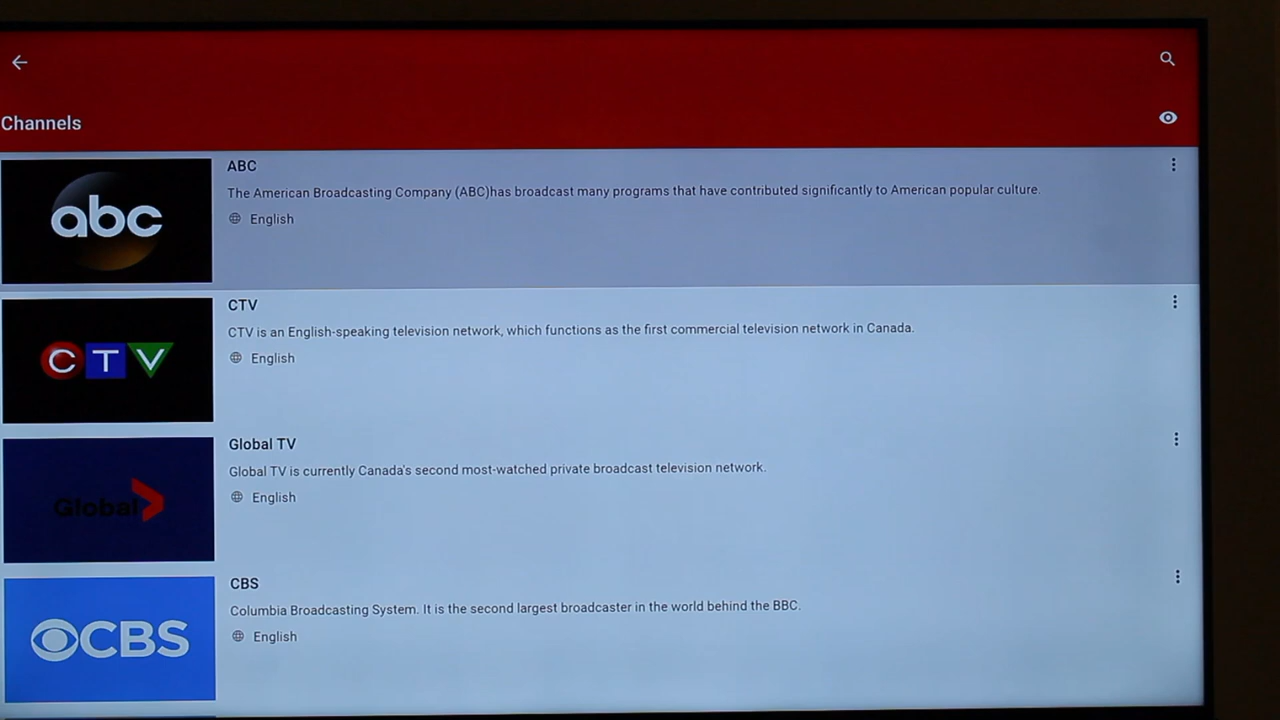 Channels
abc
ABC
The American Broadcasting Company (ABC)has broadcast many programs that have contributed significantly to American popular culture.
English
CTV
CTV
CTV is an English-speaking television network, which functions as the first commercial television network in Canada.
English
Global
Global TV
Global TV is currently Canada's second most-watched private broadcast television network.
English
CBS
CBS
Columbia Broadcasting System. It is the second largest broadcaster in the world behind the BBC.
English